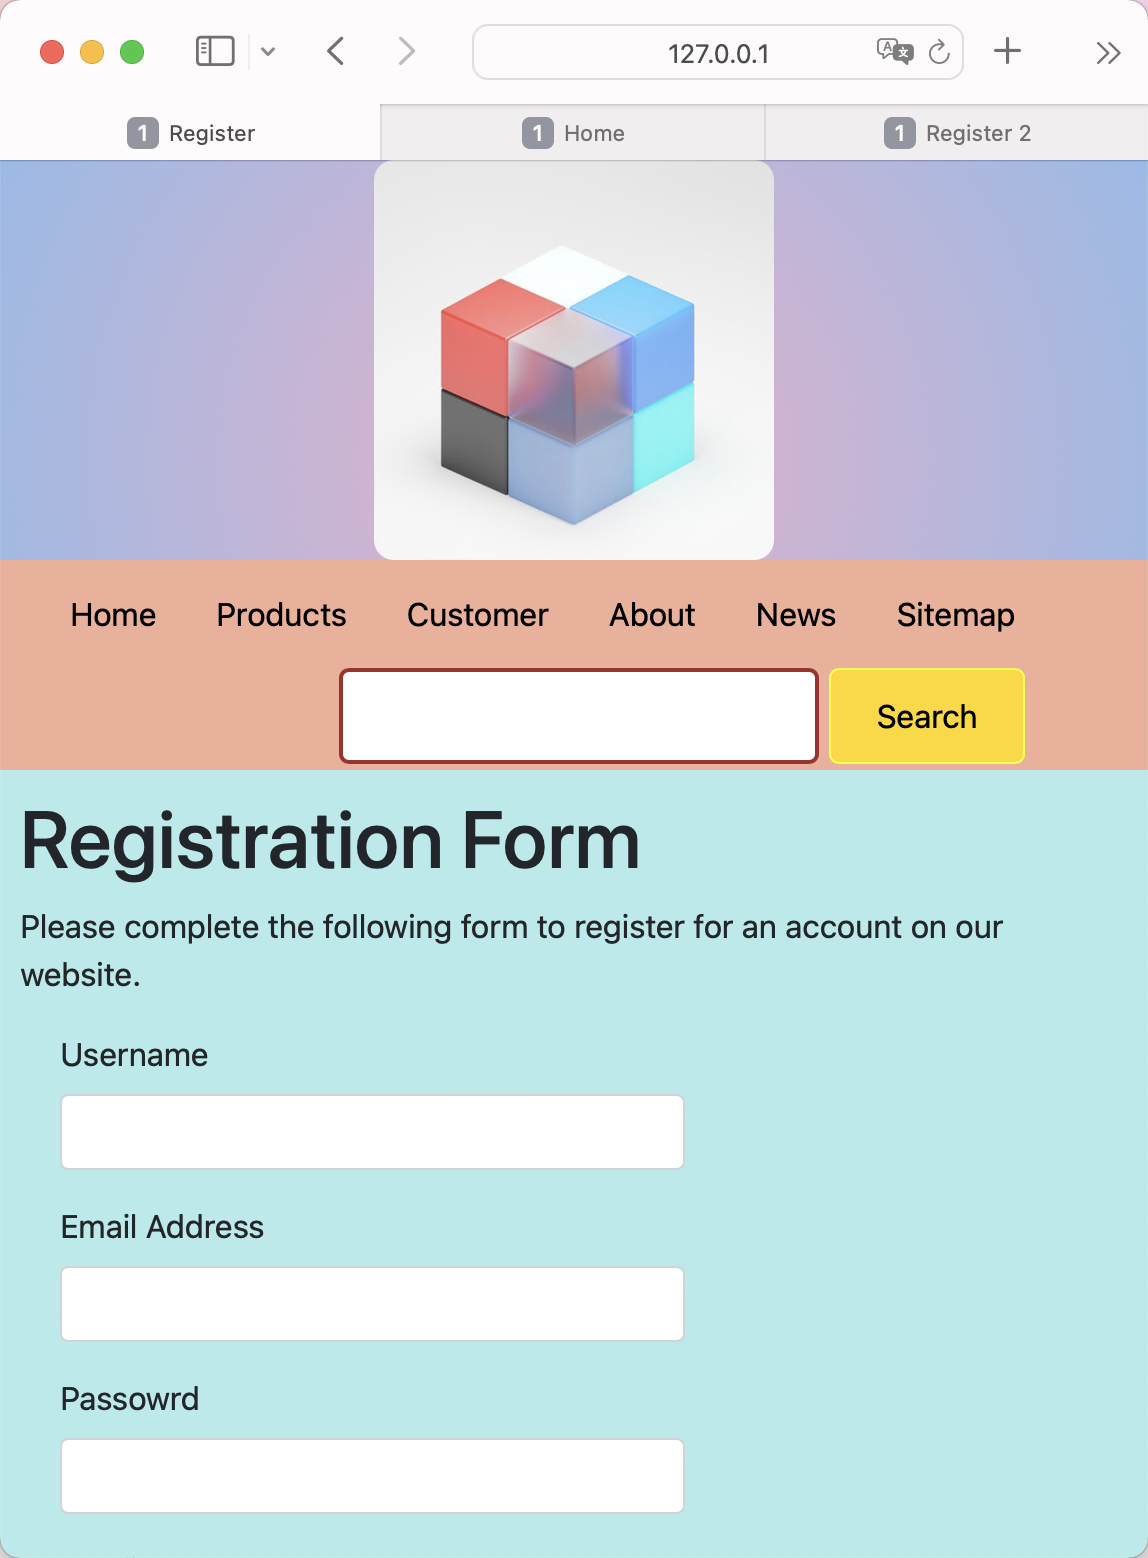 127.0.0.1
1 Register
1 Home
1 Register 2
Home Products Customer About News Sitemap
Search
Registration Form
Please complete the following form to register for an account on our
website.
Username
Email Address
Passowrd